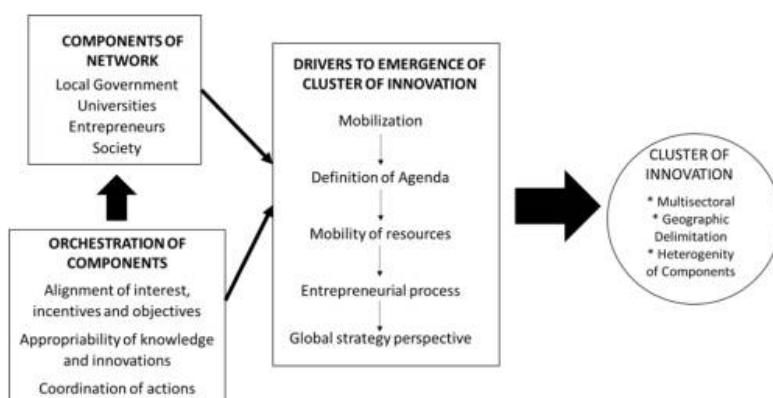 COMPONENTS OF
NETWORK
Local Government
Universities
Entrepreneurs
Society
ORCHESTRATION OF
COMPONENTS
Alignment of interest,
incentives and objectives
Appropriability of knowledge
and innovations
Coordination of actions
DRIVERS TO EMERGENCE OF
CLUSTER OF INNOVATION
Mobilization
Definition of Agenda
Mobility of resources
Entrepreneurial process
Global strategy perspective
CLUSTER OF
INNOVATION
* Multisectoral
* Geographic
Delimitation
* Heterogenity
of Components